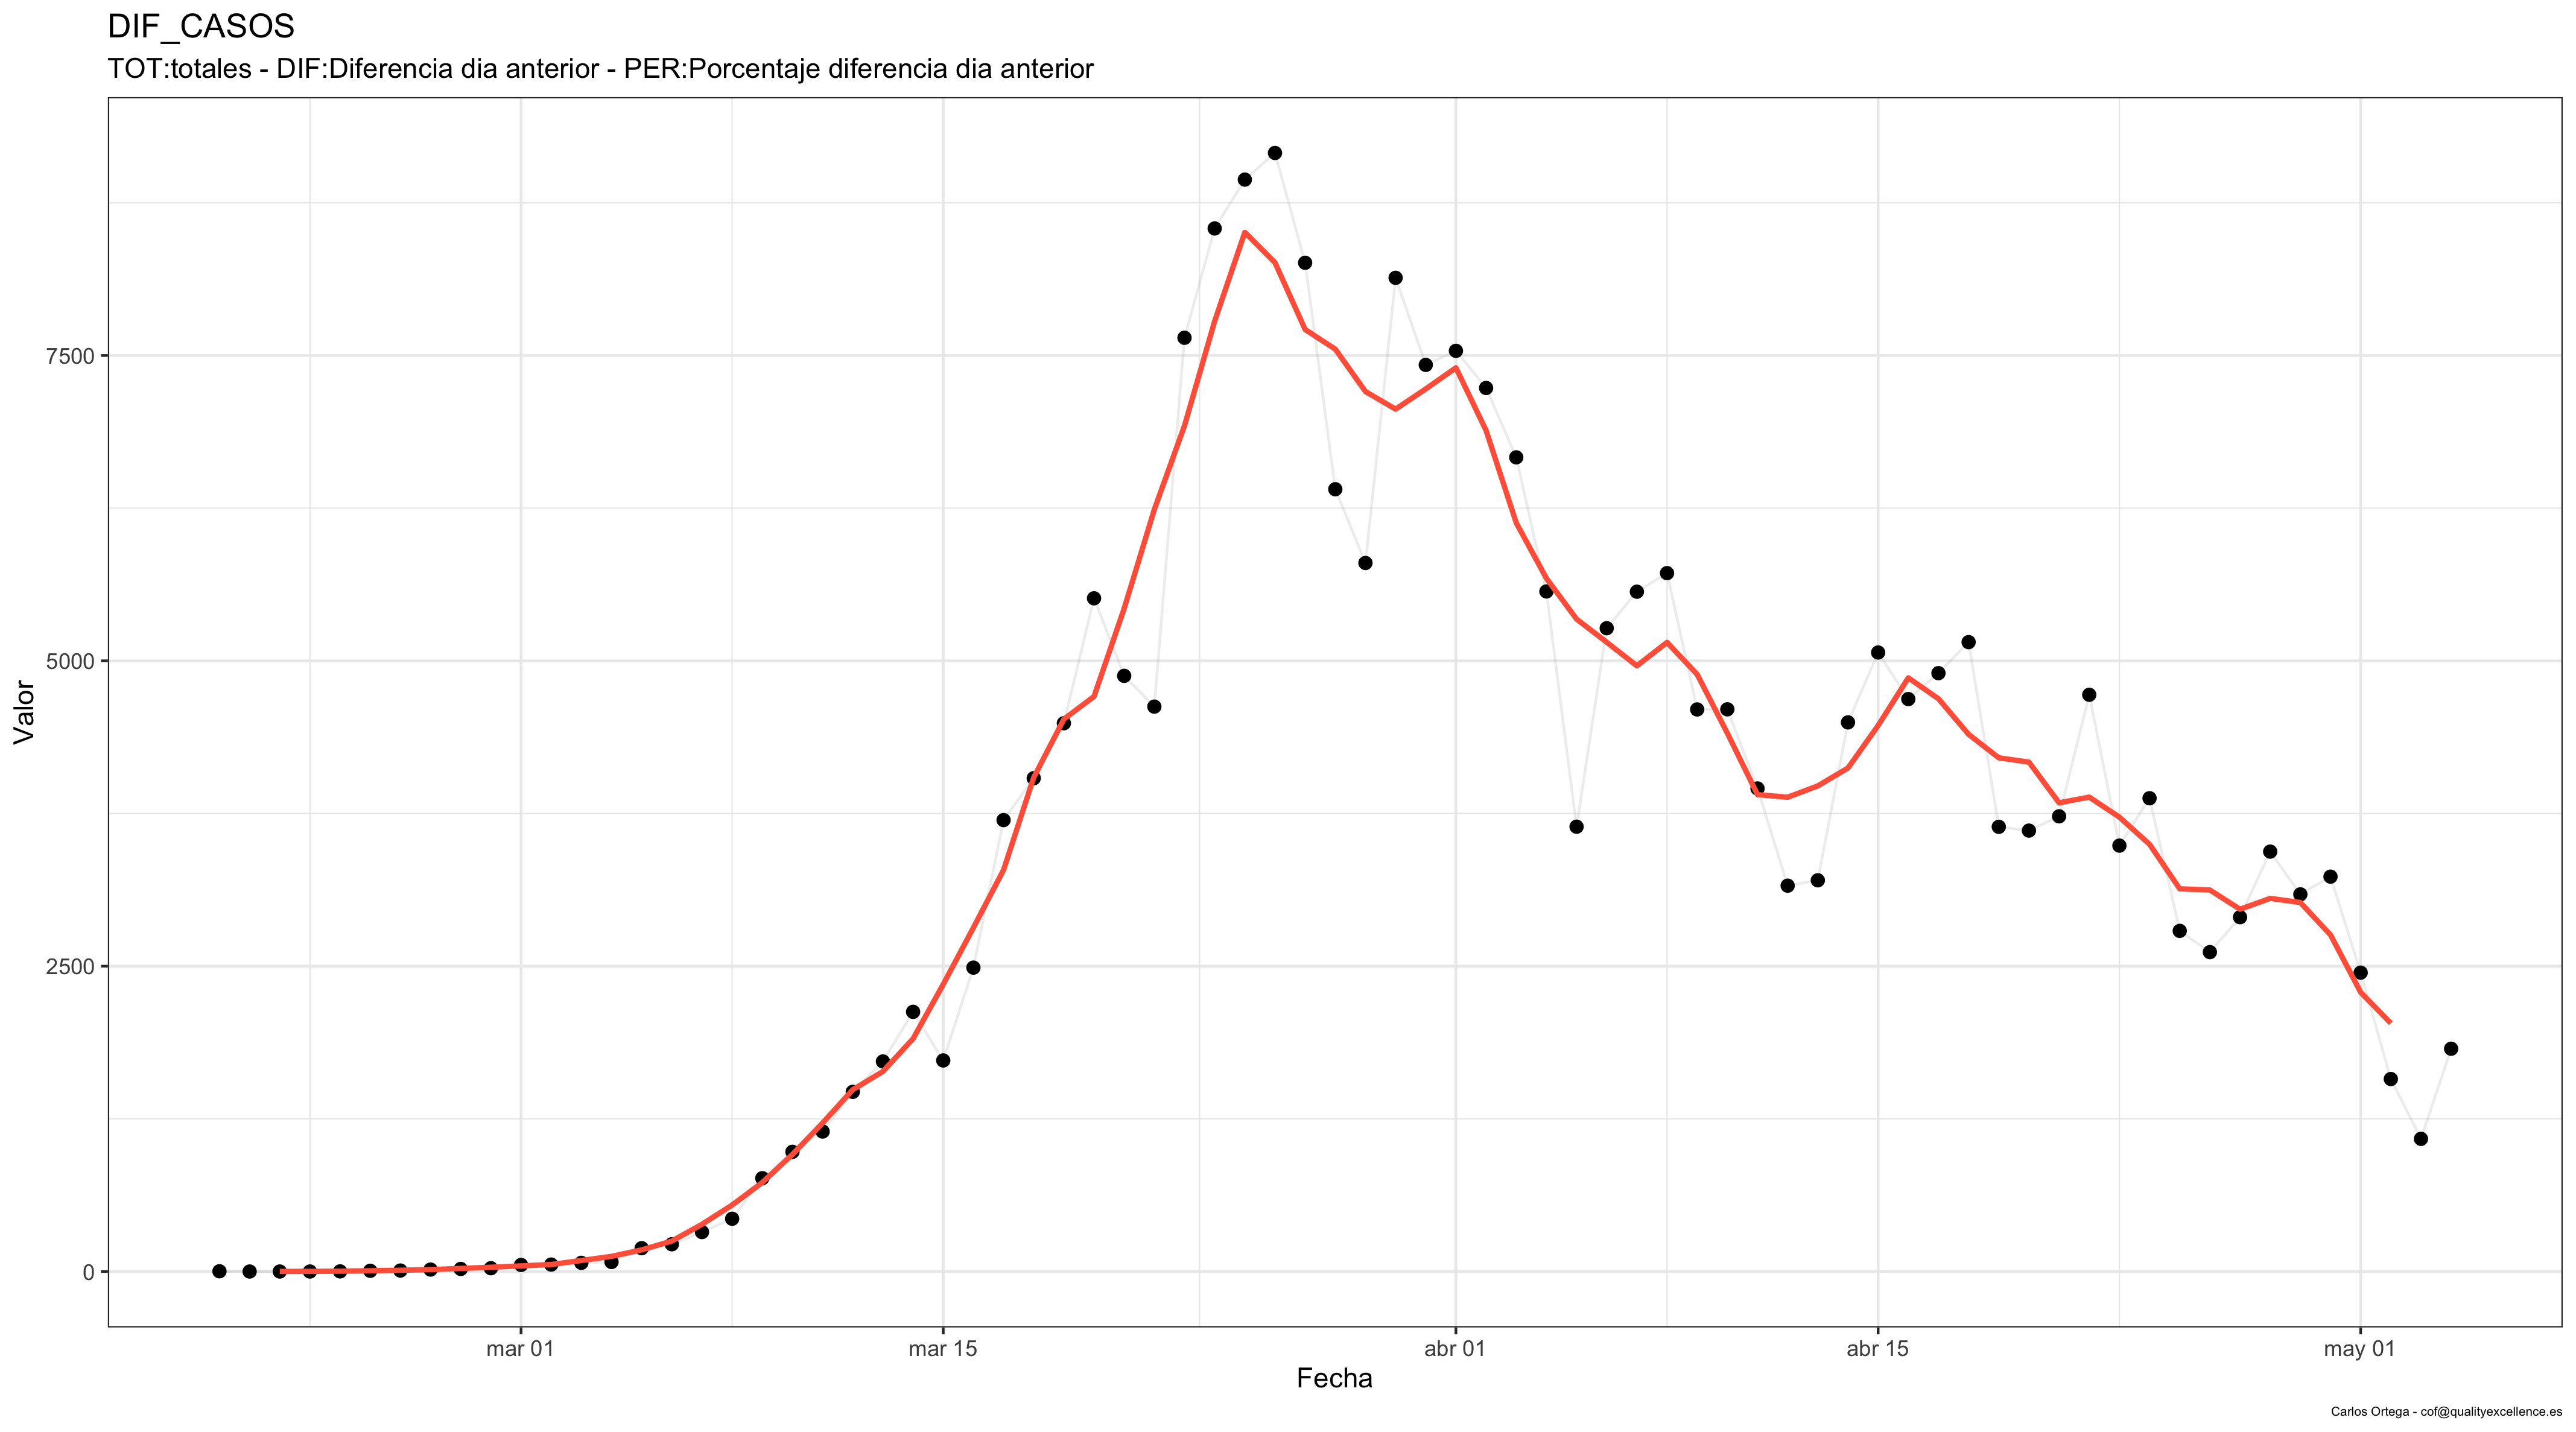 DIF_CASOS
TOT:totales - DIF:Diferencia dia anterior - PER:Porcentaje diferencia dia anterior
Valor
7500
5000
2500
0
mar 01 mar 15 abr 01 abr 15 may 01
Fecha
Carlos Ortega - cof@qualityexcellence.es